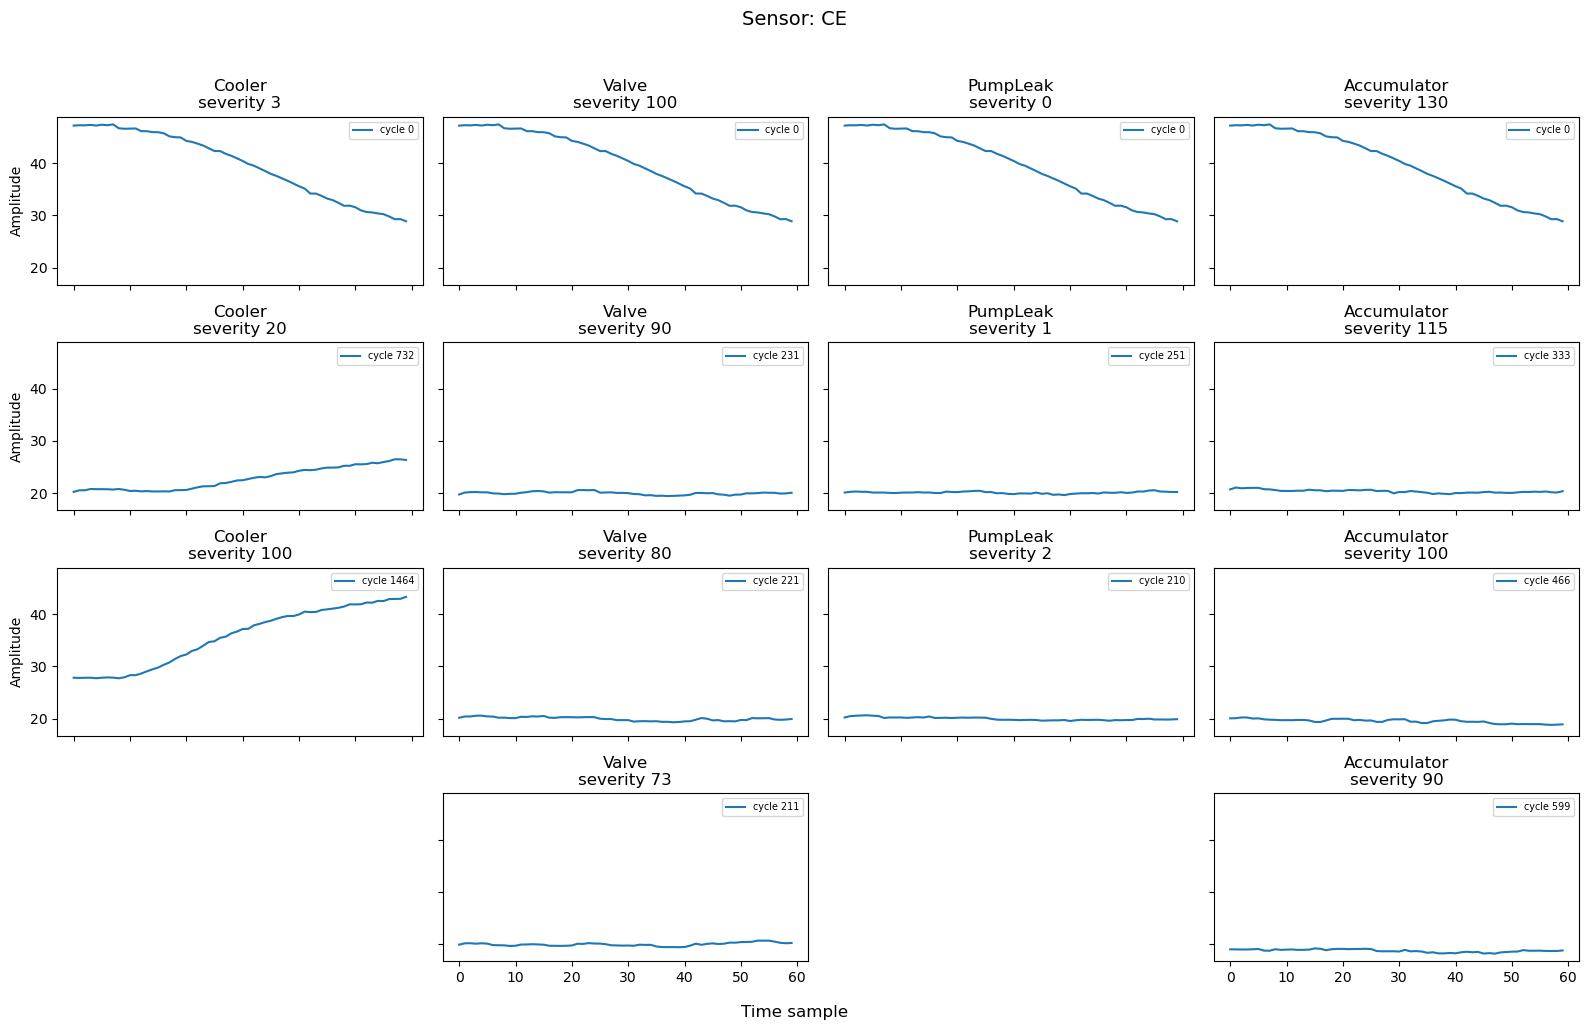 Sensor: CE
Cooler
severity 3
Valve
severity 100
PumpLeak
severity 0
Accumulator
severity 130
Amplitude
40
30
20
cycle 0
cycle 0
cycle 0
cycle 0
Cooler
severity 20
Valve
severity 90
PumpLeak
severity 1
Accumulator
severity 115
Amplitude
40
30
20
cycle 732
cycle 231
cycle 251
cycle 333
Cooler
severity 100
Valve
severity 80
PumpLeak
severity 2
Accumulator
severity 100
Amplitude
40
30
20
cycle 1464
cycle 221
cycle 210
cycle 466
Valve
severity 73
Accumulator
severity 90
cycle 211
cycle 599
0 10 20 30 40 50 60
0 10 20 30 40 50 60
Time sample